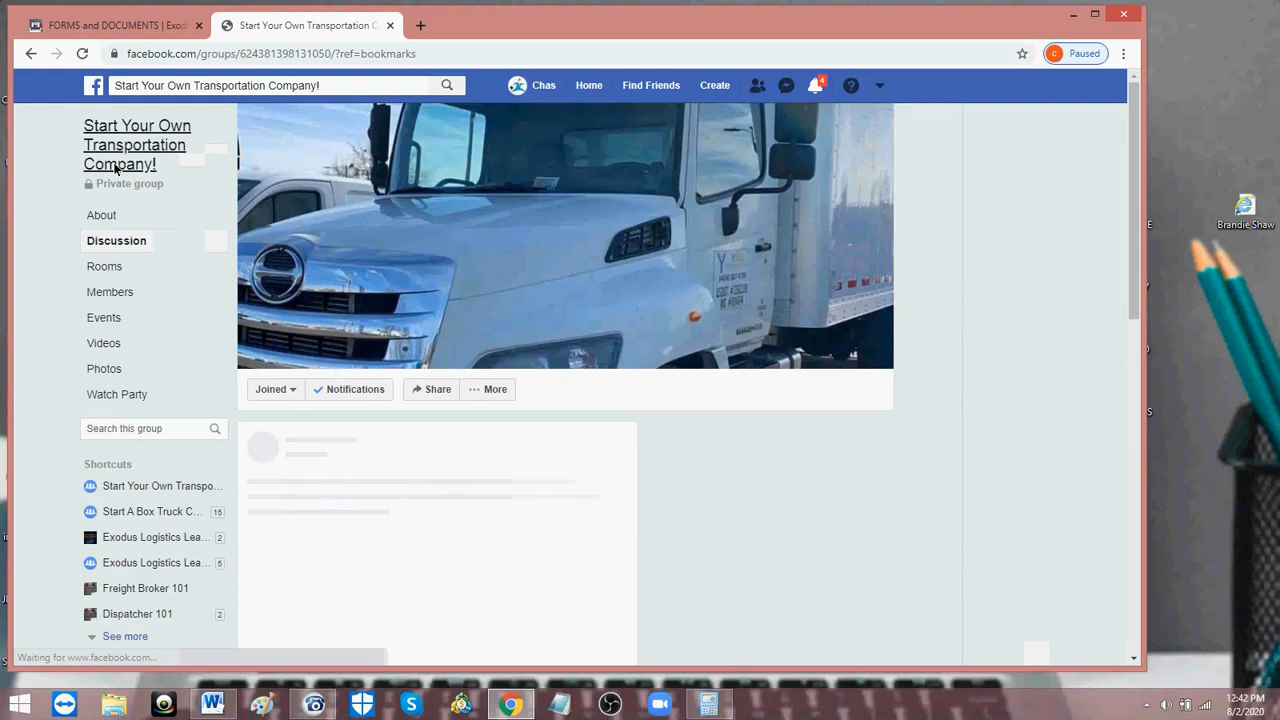 FORMS and DOCUMENTS | Exod
Start Your Own Transportation C
facebook.com/groups/624381398131050/?ref=bookmarks
C
Paused
Start Your Own Transportation Company!
Chas
Home
Find Friends
Create
4
Start Your Own
Transportation
Company!
Private group
About
Discussion
Rooms
Members
Events
Videos
Photos
Watch Party
Joined
Notifications
Share
More
Search this group
Shortcuts
Start Your Own Transpo...
Start A Box Truck C... 15
Exodus Logistics Lea... 2
Exodus Logistics Lea... 5
Freight Broker 101
Dispatcher 101 2
See more
Waiting for www.facebook.com...
Brandie Shaw
12:42 PM
8/2/2020